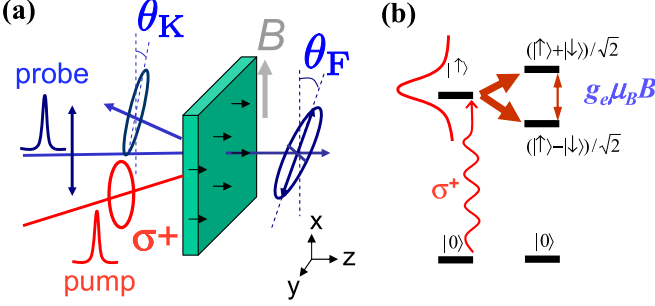 (a)
θK
B
θF
probe
σ+
pump
x
z
y
(b)
|↑⟩
(|↑⟩+|↓⟩)/√2
geμBB
(|↑⟩−|↓⟩)/√2
σ+
|0⟩
|0⟩